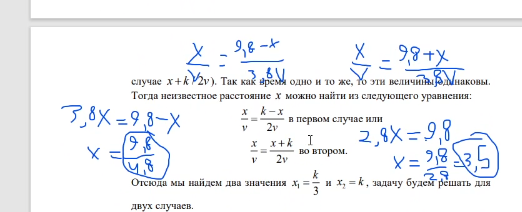 x/v = 9,8-x/3,8v
x/v = 9,8+x/3,8v
случае x+k 2v). Так как время одно и то же, то эти величины одинаковы.
Тогда неизвестное расстояние x можно найти из следующего уравнения:
3,8x = 9,8-x
x/v = k-x/2v в первом случае или
2,8x = 9,8
x = 9,8/4,8
x/v = x+k/2v во втором.
x = 9,8/2,8 = 3,5
Отсюда мы найдем два значения x₁ = k/3 и x₂ = k, задачу будем решать для
двух случаев.